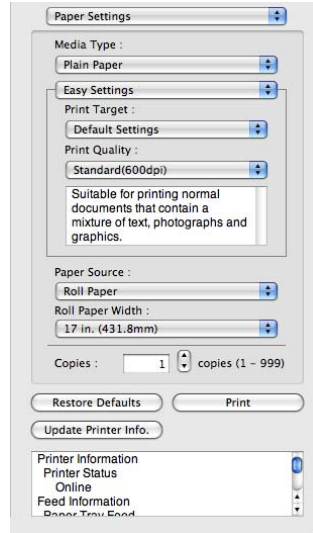 Paper Settings
Media Type :
Plain Paper
Easy Settings
Print Target :
Default Settings
Print Quality :
Standard(600dpi)
Suitable for printing normal
documents that contain a
mixture of text, photographs and
graphics.
Paper Source :
Roll Paper
Roll Paper Width :
17 in. (431.8mm)
Copies : 1 copies (1 – 999)
Restore Defaults Print
Update Printer Info.
Printer Information
Printer Status
Online
Feed Information
Paper Tray Feed